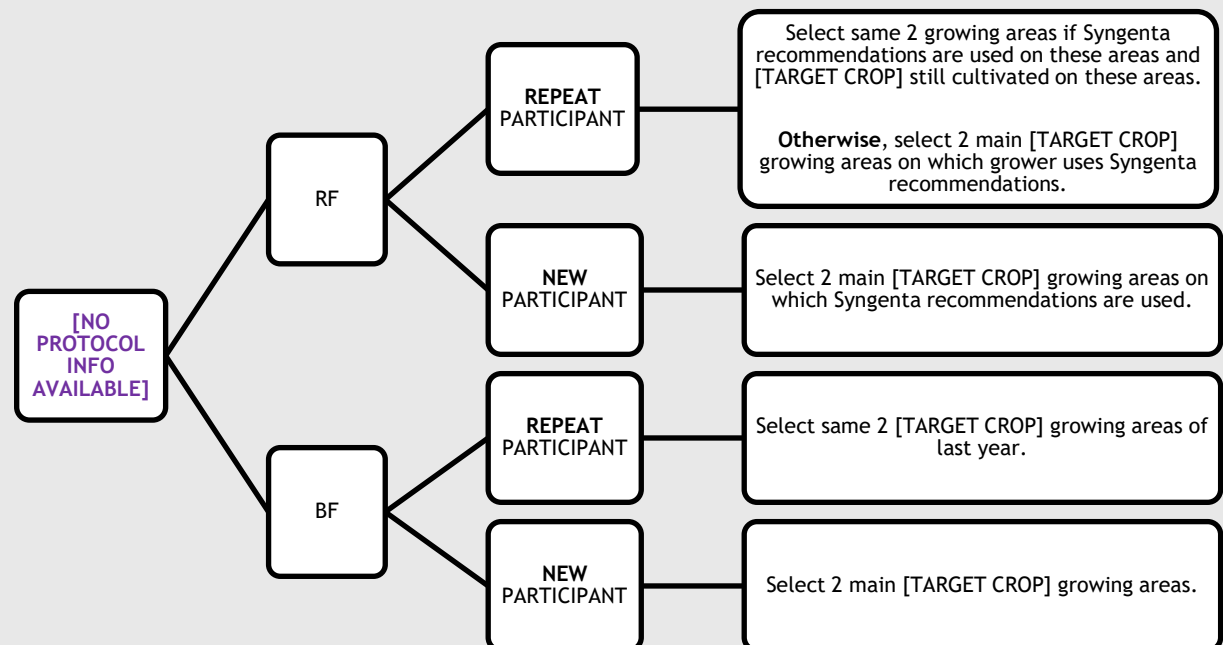 Select same 2 growing areas if Syngenta
recommendations are used on these areas and
[TARGET CROP] still cultivated on these areas.
Otherwise, select 2 main [TARGET CROP]
growing areas on which grower uses Syngenta
recommendations.
REPEAT
PARTICIPANT
RF
NEW
PARTICIPANT
Select 2 main [TARGET CROP] growing areas on
which Syngenta recommendations are used.
[NO
PROTOCOL
INFO
AVAILABLE]
REPEAT
PARTICIPANT
Select same 2 [TARGET CROP] growing areas of
last year.
BF
NEW
PARTICIPANT
Select 2 main [TARGET CROP] growing areas.